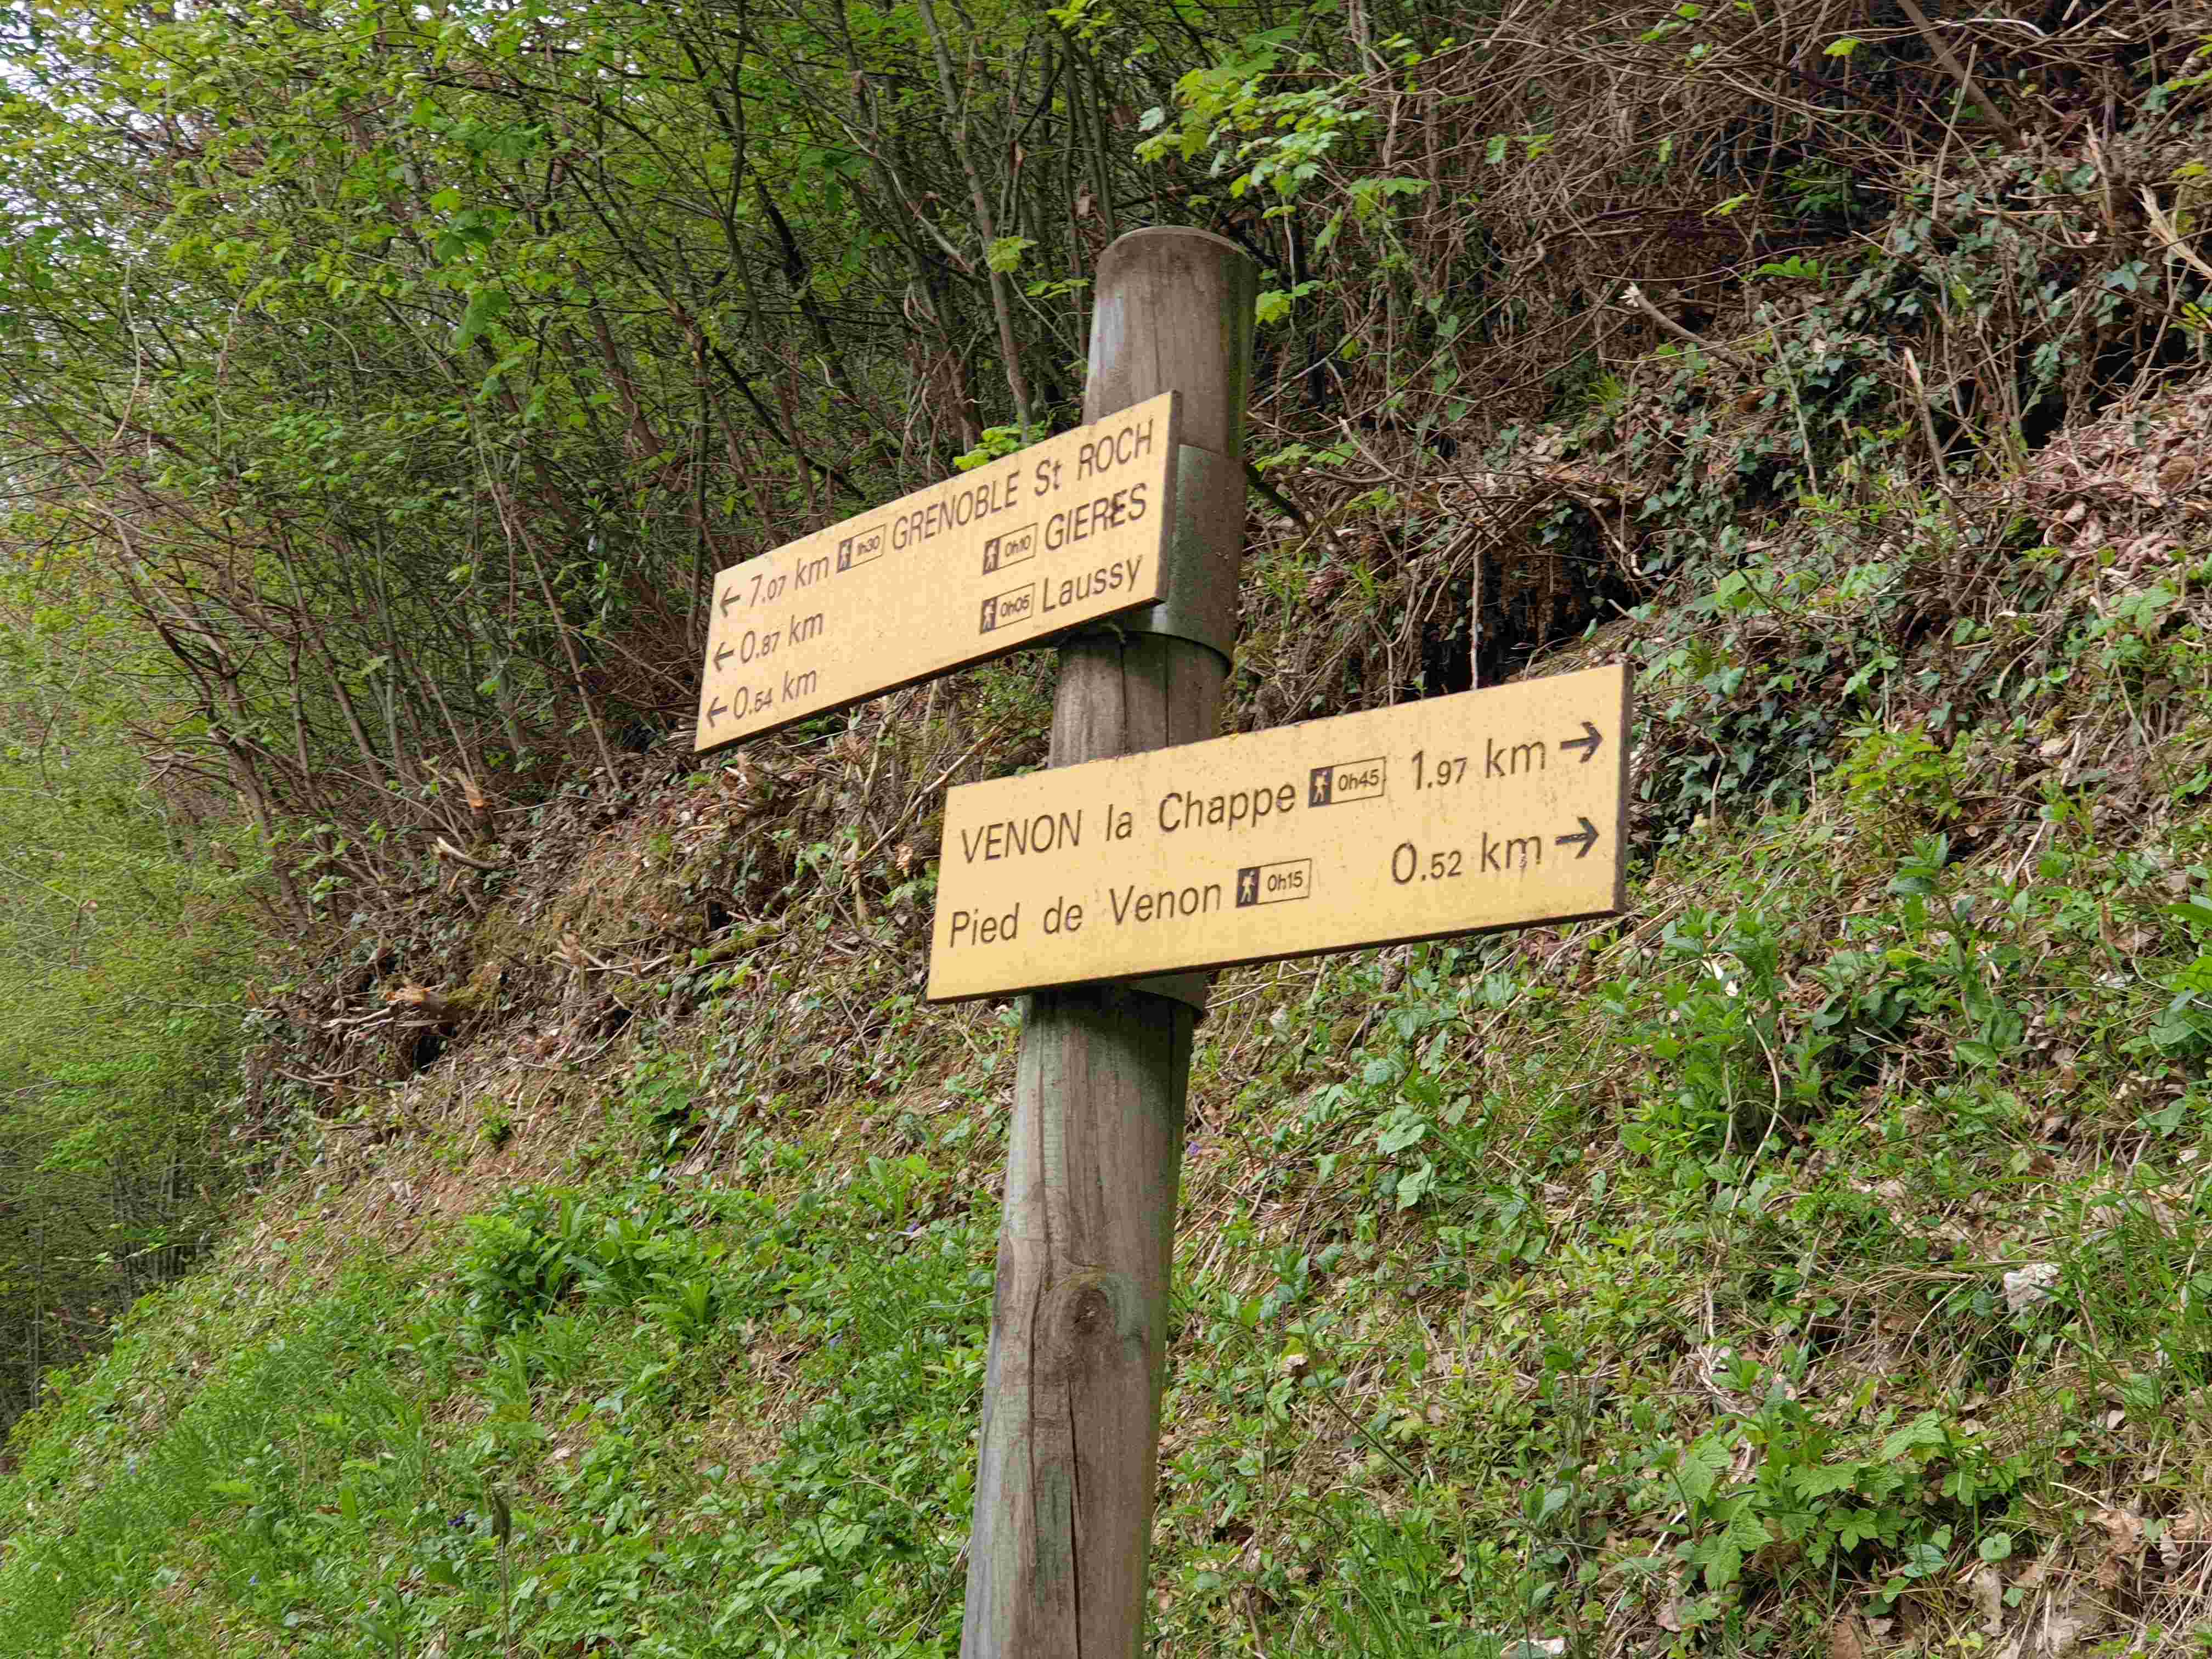 ← 7.07 km 1h30 GRENOBLE St ROCH
← 0.87 km 0h10 GIERES
← 0.54 km 0h05 Laussy
VENON la Chappe 0h45 1.97 km →
Pied de Venon 0h15 0.52 km →